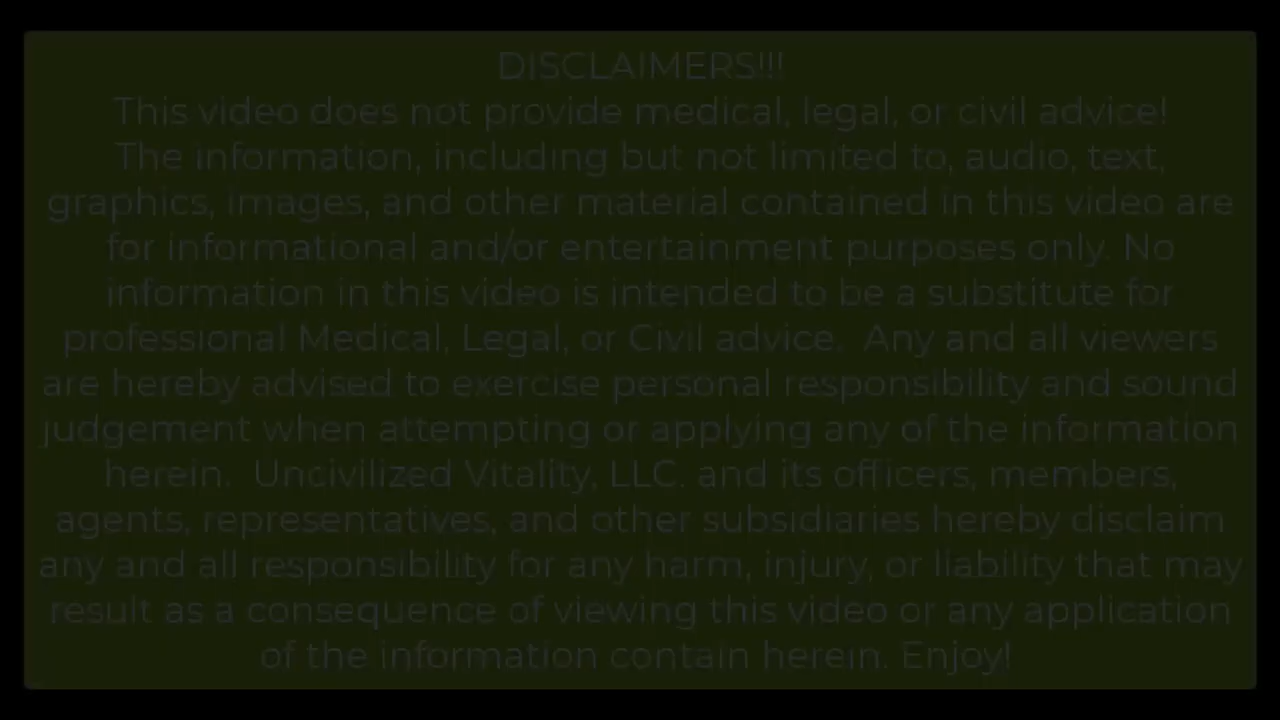 DISCLAIMERS!!!
This video does not provide medical, legal, or civil advice!
The information, including but not limited to, audio, text,
graphics, images, and other material contained in this video are
for informational and/or entertainment purposes only. No
information in this video is intended to be a substitute for
professional Medical, Legal, or Civil advice.  Any and all viewers
are hereby advised to exercise personal responsibility and sound
judgement when attempting or applying any of the information
herein.  Uncivilized Vitality, LLC. and its officers, members,
agents, representatives, and other subsidiaries hereby disclaim
any and all responsibility for any harm, injury, or liability that may
result as a consequence of viewing this video or any application
of the information contain herein. Enjoy!